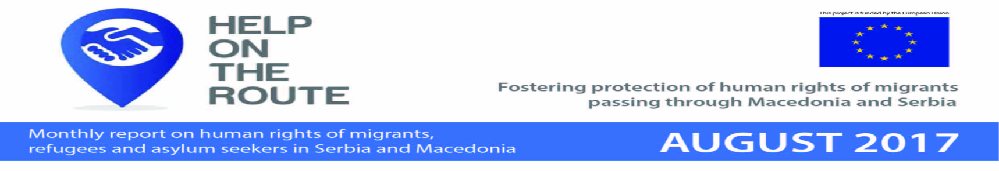 HELP
ON
THE
ROUTE
This project is funded by the European Union
Fostering protection of human rights of migrants
passing through Macedonia and Serbia
Monthly report on human rights of migrants,
refugees and asylum seekers in Serbia and Macedonia
AUGUST 2017